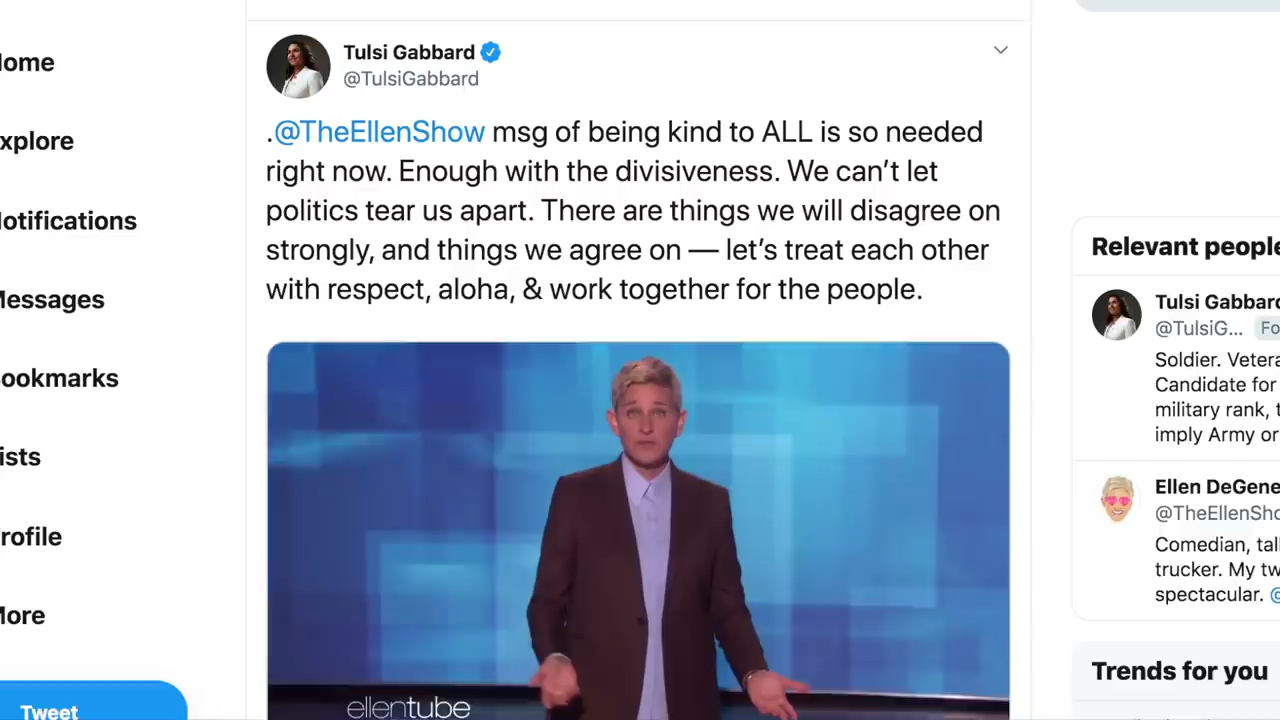 ome
xplore
otifications
Messages
ookmarks
ists
rofile
More
Tweet
Tulsi Gabbard
@TulsiGabbard
.@TheEllenShow msg of being kind to ALL is so needed
right now. Enough with the divisiveness. We can’t let
politics tear us apart. There are things we will disagree on
strongly, and things we agree on — let’s treat each other
with respect, aloha, & work together for the people.
ellentube
Relevant people
Tulsi Gabbard
@TulsiG... Fo
Soldier. Vetera
Candidate for
military rank, t
imply Army or
Ellen DeGene
@TheEllenSho
Comedian, tal
trucker. My tw
spectacular. @
Trends for you